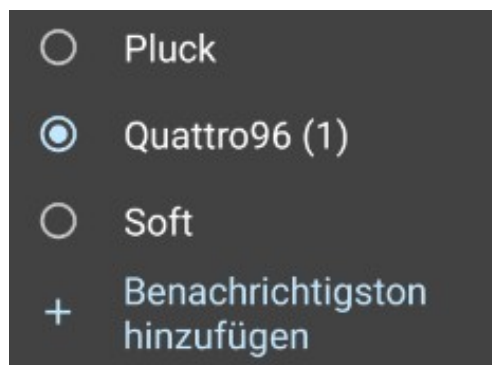 Pluck
Quattro96 (1)
Soft
+ Benachrichtigston
hinzufügen